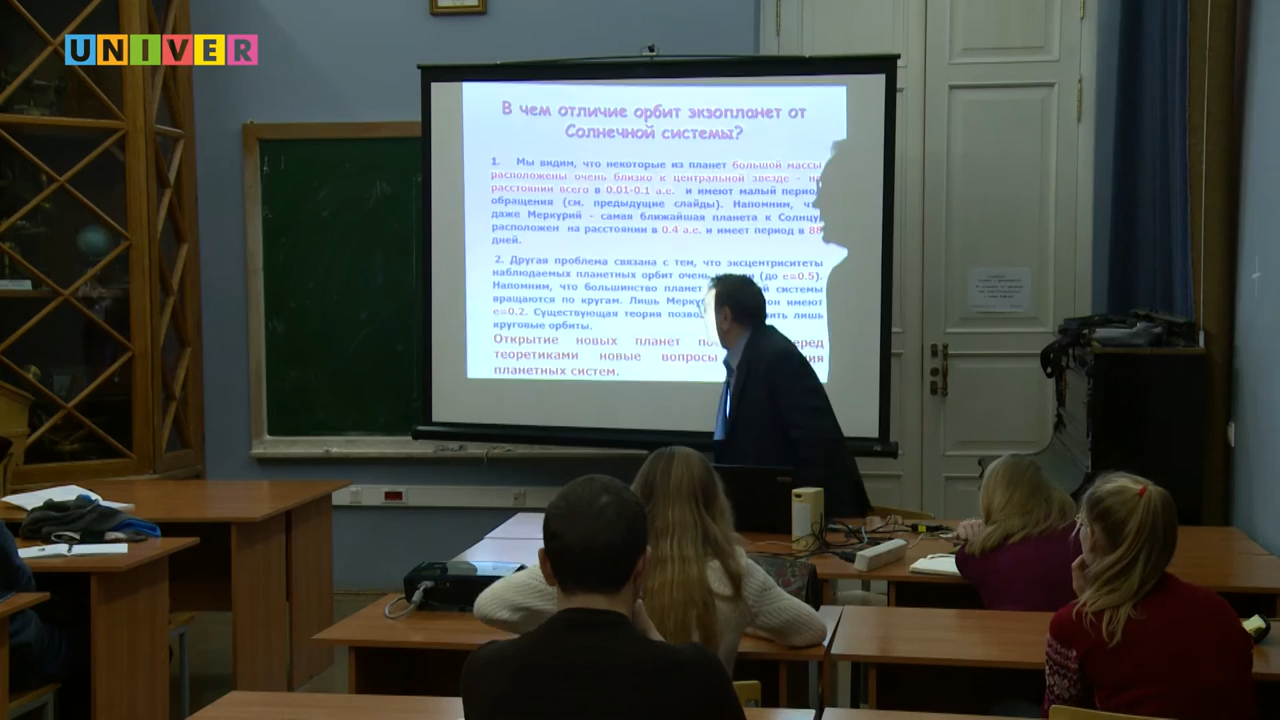 UNIVER
В чем отличие орбит экзопланет от
Солнечной системы?
1. Мы видим, что некоторые из планет большой массы
расположены очень близко к центральной звезде - на
расстоянии всего в 0.01-0.1 а.е. и имеют малый период
обращения (см. предыдущие слайды). Напомним,
даже Меркурий - самая ближайшая планета к Солнцу
расположен на расстоянии в 0.4 а.е. и имеет период в 88
дней.
2. Другая проблема связана с тем, что эксцентриситеты
наблюдаемых планетных орбит очень (до e=0.5).
Напомним, что большинство планет системы
вращаются по кругам. Лишь имеют
e=0.2. Существующая теория лишь
круговые орбиты.
Открытие новых планет
теоретиками новые вопросы
планетных систем.